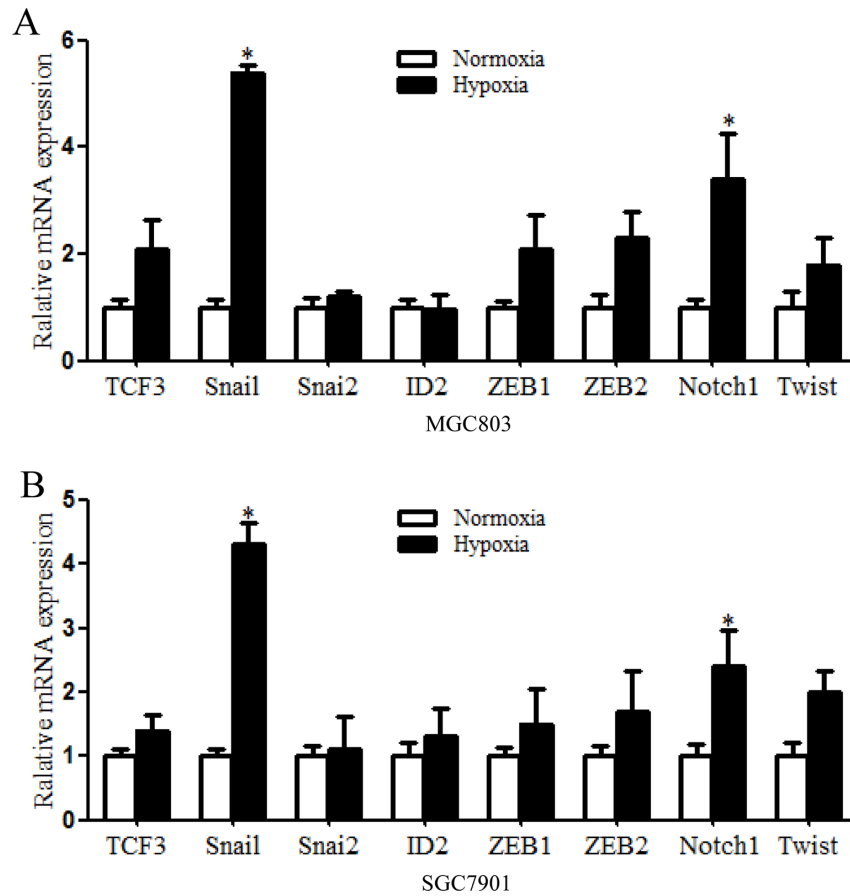 A
Ralative mRNA expression
6
4
2
0
Normoxia
Hypoxia
*
*
TCF3 Snail Snai2 ID2 ZEB1 ZEB2 Notch1 Twist
MGC803
B
Ralative mRNA expression
5
4
3
2
1
0
Normoxia
Hypoxia
*
*
TCF3 Snail Snai2 ID2 ZEB1 ZEB2 Notch1 Twist
SGC7901